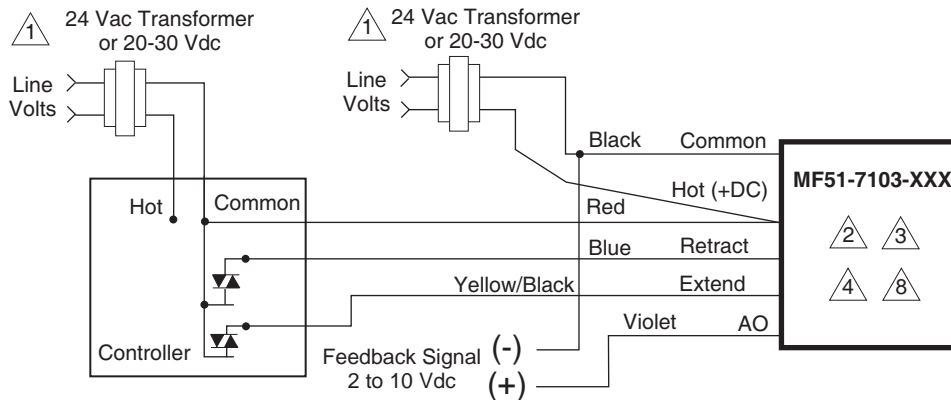 1
24 Vac Transformer
or 20-30 Vdc
Line
Volts
1
24 Vac Transformer
or 20-30 Vdc
Line
Volts
Black
Common
MF51-7103-XXX
Hot (+DC)
Hot
Common
Red
2
3
Blue
Retract
Yellow/Black
Extend
4
8
Violet
AO
Controller
Feedback Signal
2 to 10 Vdc
(-)
(+)